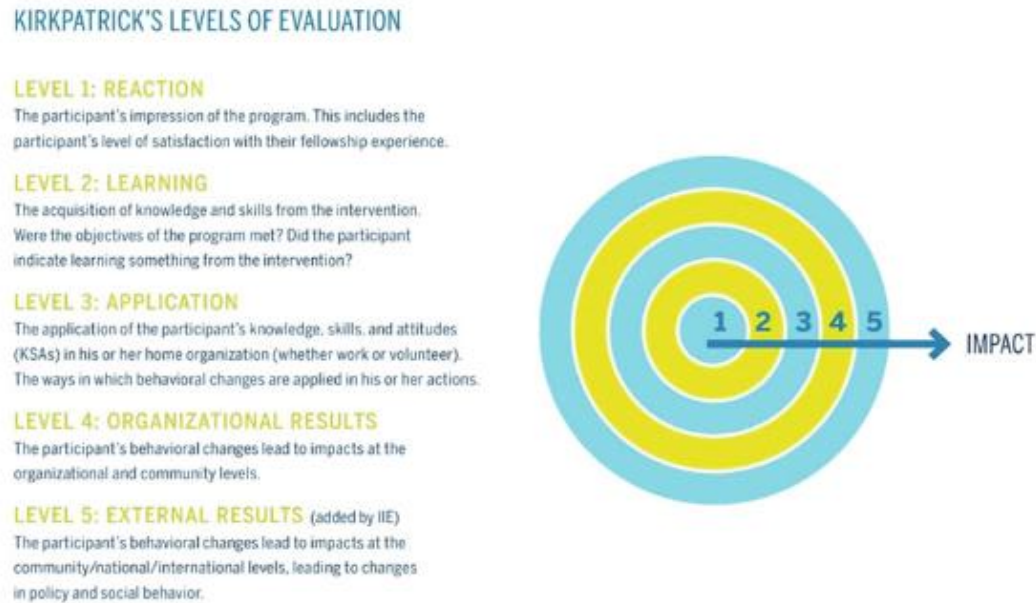 KIRKPATRICK'S LEVELS OF EVALUATION
LEVEL 1: REACTION
The participant's impression of the program. This includes the
participant's level of satisfaction with their fellowship experience.
LEVEL 2: LEARNING
The acquisition of knowledge and skills from the intervention.
Were the objectives of the program met? Did the participant
indicate learning something from the intervention?
LEVEL 3: APPLICATION
The application of the participant's knowledge, skills, and attitudes
(KSAs) in his or her home organization (whether work or volunteer).
The ways in which behavioral changes are applied in his or her actions.
LEVEL 4: ORGANIZATIONAL RESULTS
The participant's behavioral changes lead to impacts at the
organizational and community levels.
LEVEL 5: EXTERNAL RESULTS (added by IIE)
The participant's behavioral changes lead to impacts at the
community/national/international levels, leading to changes
in policy and social behavior.
1 2 3 4 5
IMPACT